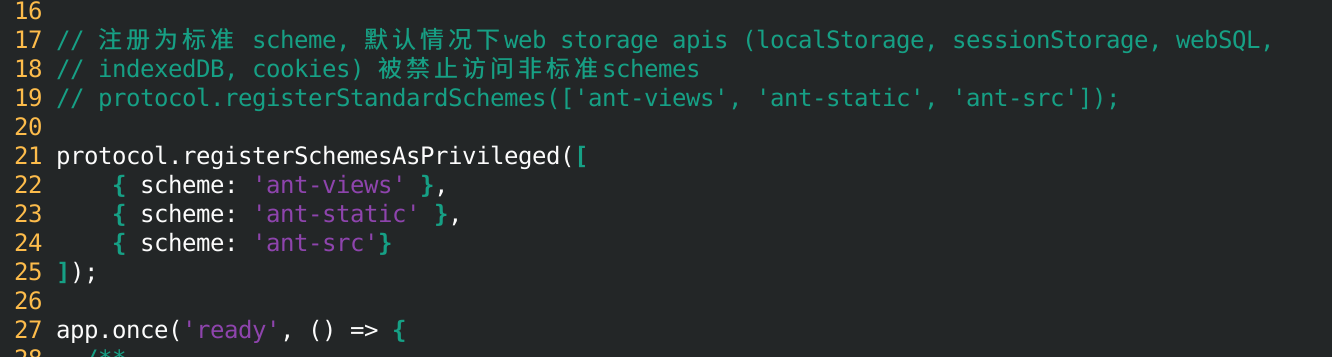 16
17 // 注册为标准 scheme, 默认情况下web storage apis (localStorage, sessionStorage, webSQL,
18 // indexedDB, cookies) 被禁止访问非标准schemes
19 // protocol.registerStandardSchemes(['ant-views', 'ant-static', 'ant-src']);
20
21 protocol.registerSchemesAsPrivileged([
22     { scheme: 'ant-views' },
23     { scheme: 'ant-static' },
24     { scheme: 'ant-src'}
25 ]);
26
27 app.once('ready', () => {
28   /**